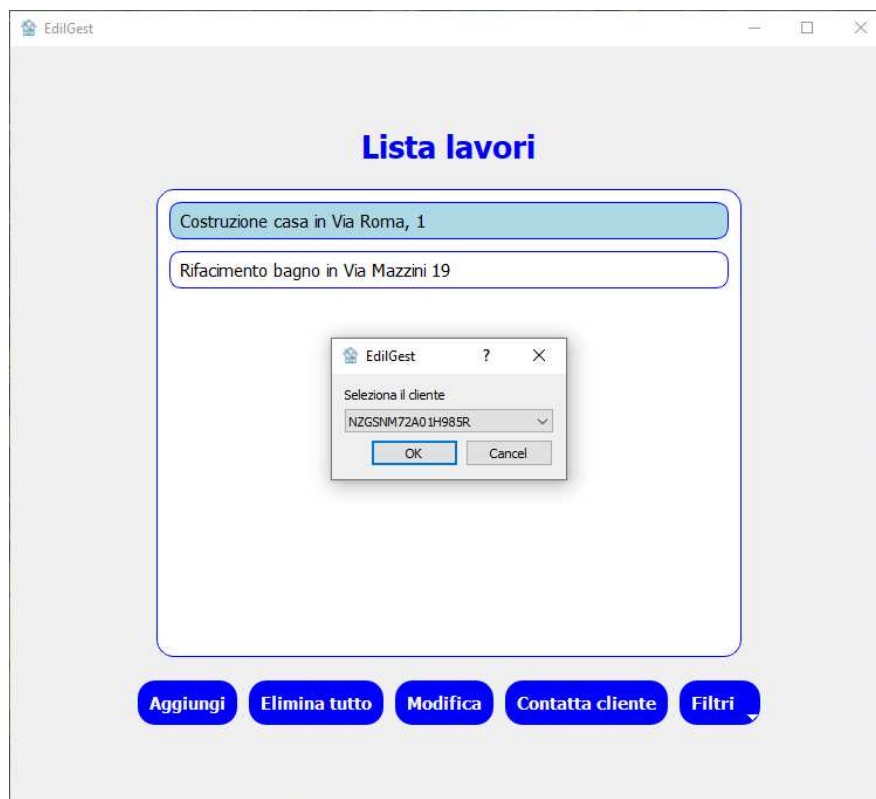 EdilGest
Lista lavori
Costruzione casa in Via Roma, 1
Rifacimento bagno in Via Mazzini 19
EdilGest ?
Seleziona il cliente
NZGSNM72A01H985R
OK Cancel
Aggiungi Elimina tutto Modifica Contatta cliente Filtri